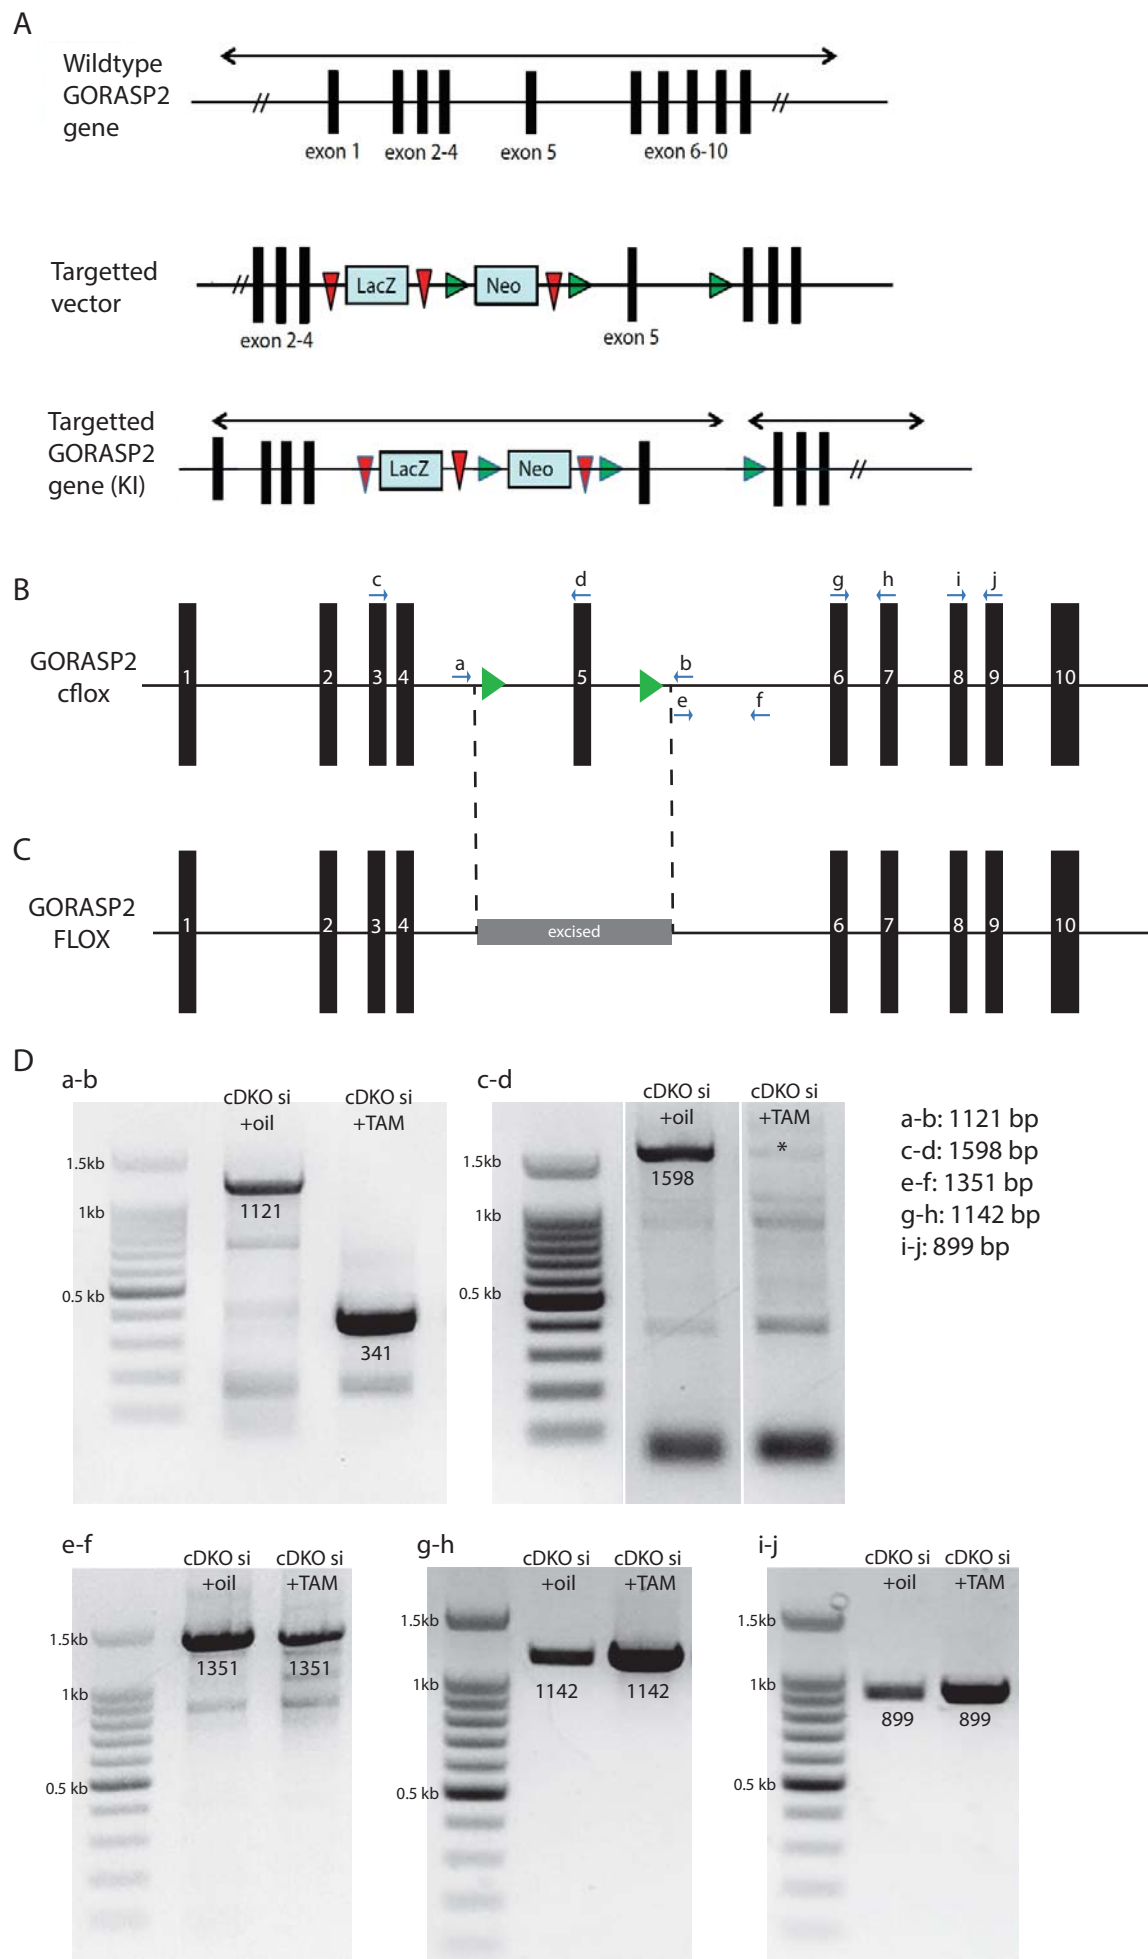 A
Wildtype
GORASP2
gene
//
//
exon 1
exon 2-4
exon 5
exon 6-10
Targetted
vector
//
LacZ
Neo
exon 2-4
exon 5
Targetted
GORASP2
gene (KI)
LacZ
Neo
//
B
c
d
g
h
i
j
GORASP2
cflox
a
b
1
2
3
4
5
6
7
8
9
10
e
f
C
GORASP2
FLOX
1
2
3
4
excised
6
7
8
9
10
D
a-b
cDKO si
+oil
cDKO si
+TAM
1.5kb
1kb
0.5 kb
1121
341
c-d
cDKO si
+oil
cDKO si
+TAM
1.5kb
1kb
0.5 kb
1598
*
a-b: 1121 bp
c-d: 1598 bp
e-f: 1351 bp
g-h: 1142 bp
i-j: 899 bp
e-f
cDKO si
+oil
cDKO si
+TAM
1.5kb
1kb
0.5 kb
1351
1351
g-h
cDKO si
+oil
cDKO si
+TAM
1.5kb
1kb
0.5 kb
1142
1142
i-j
cDKO si
+oil
cDKO si
+TAM
1.5kb
1kb
0.5 kb
899
899